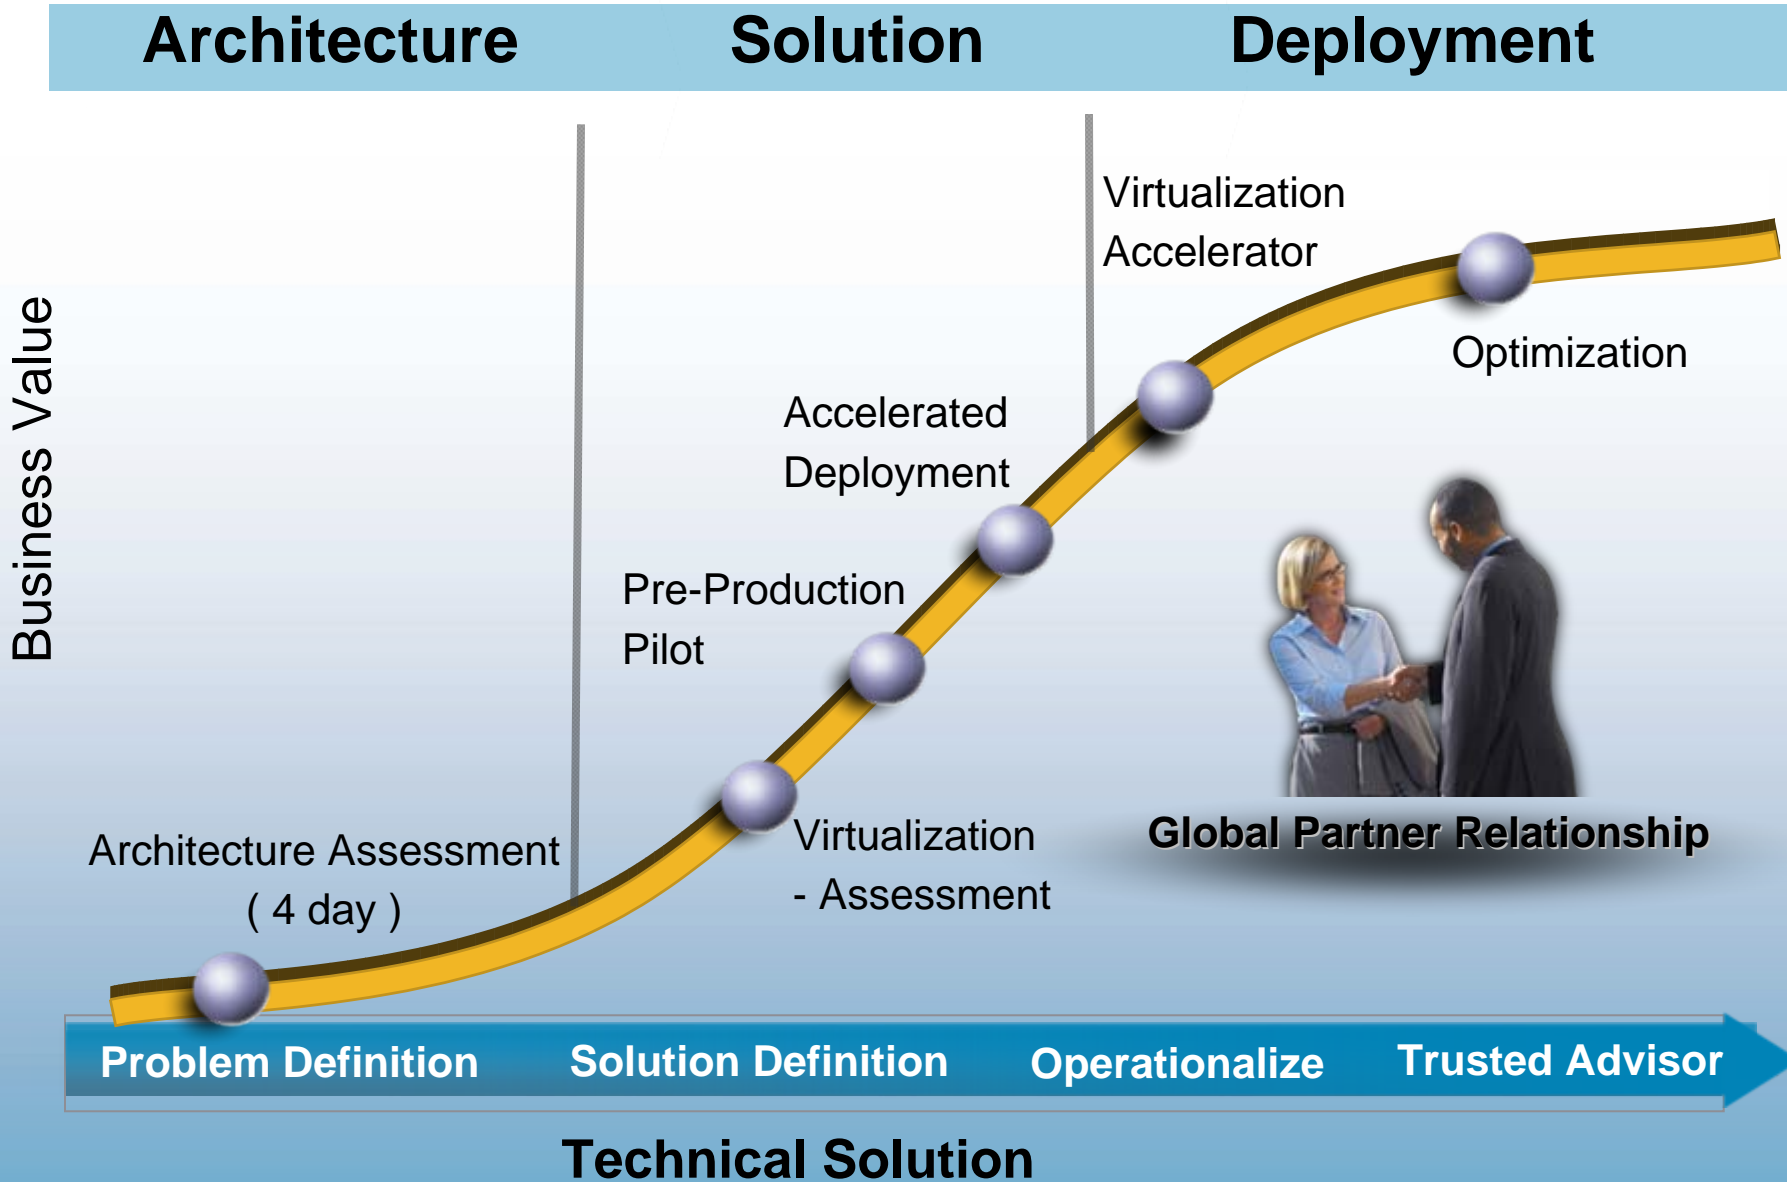 Architecture Solution Deployment
Virtualization
Accelerator
Optimization
Accelerated
Deployment
Pre-Production
Pilot
Virtualization
- Assessment
Architecture Assessment
( 4 day )
Global Partner Relationship
Business Value
Problem Definition Solution Definition Operationalize Trusted Advisor
Technical Solution